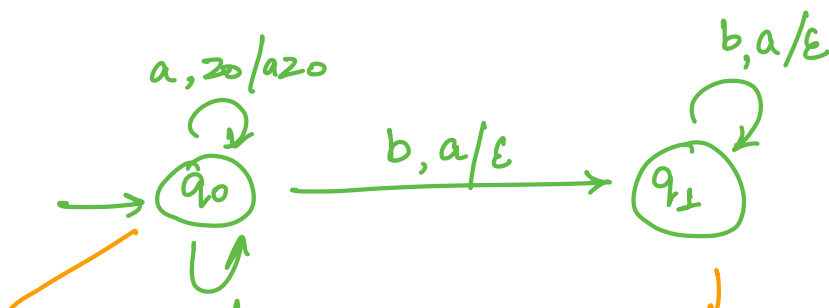 b, a/ε
a, z0/az0
b, a/ε
q0
q1